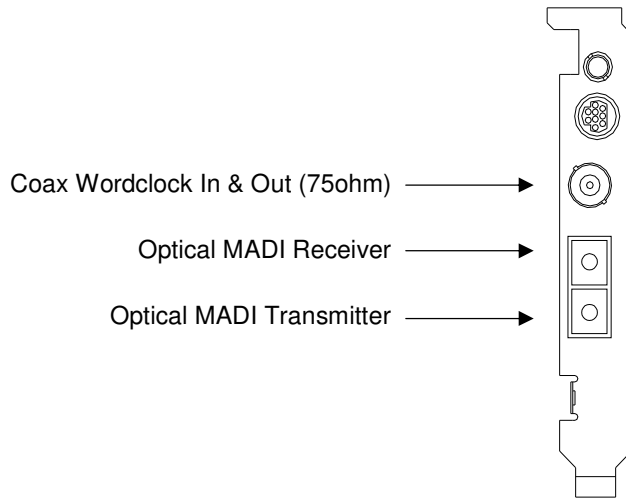 Coax Wordclock In & Out (75ohm)
Optical MADI Receiver
Optical MADI Transmitter